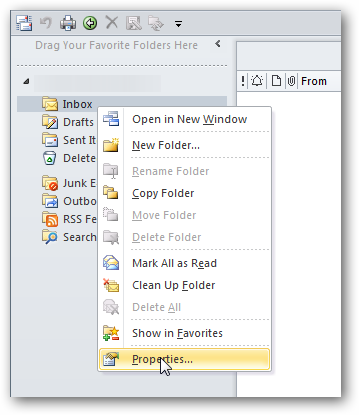 Drag Your Favorite Folders Here
! From
Inbox
Drafts
Sent It
Delete
Junk E
Outbo
RSS Fe
Search
Open in New Window
New Folder...
Rename Folder
Copy Folder
Move Folder
Delete Folder
Mark All as Read
Clean Up Folder
Delete All
Show in Favorites
Properties...